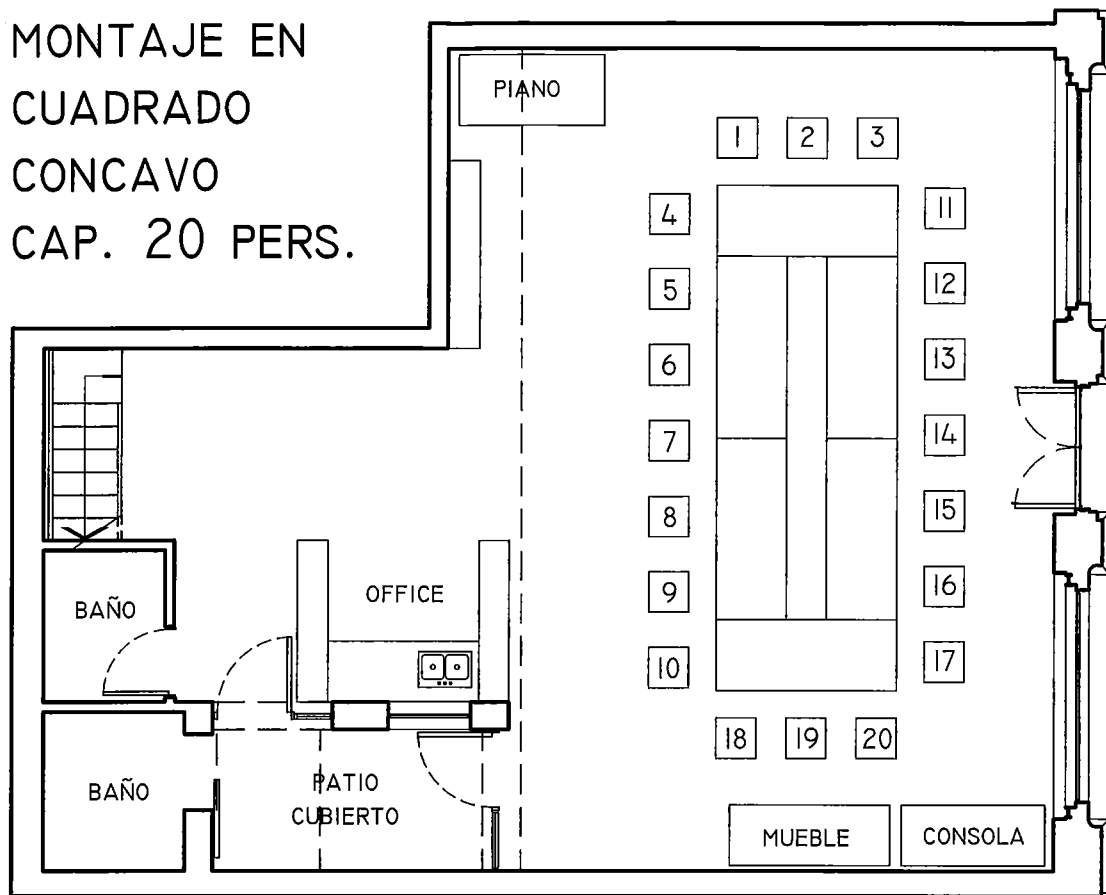 MONTAJE EN
CUADRADO
CONCAVO
CAP. 20 PERS.
PIANO
1 2 3
4 11
5 12
6 13
7 14
8 15
9 16
10 17
18 19 20
OFFICE
BAÑO
BAÑO
PATIO
CUBIERTO
MUEBLE
CONSOLA